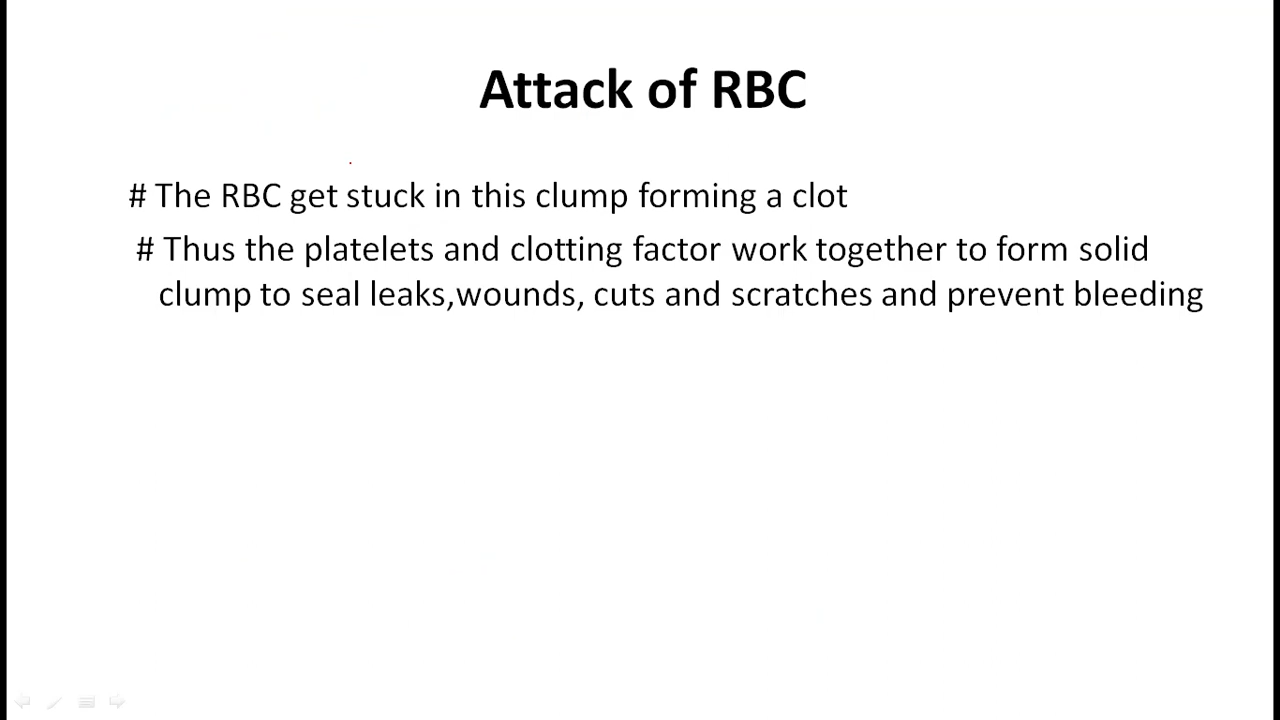 Attack of RBC
# The RBC get stuck in this clump forming a clot
# Thus the platelets and clotting factor work together to form solid
clump to seal leaks,wounds, cuts and scratches and prevent bleeding